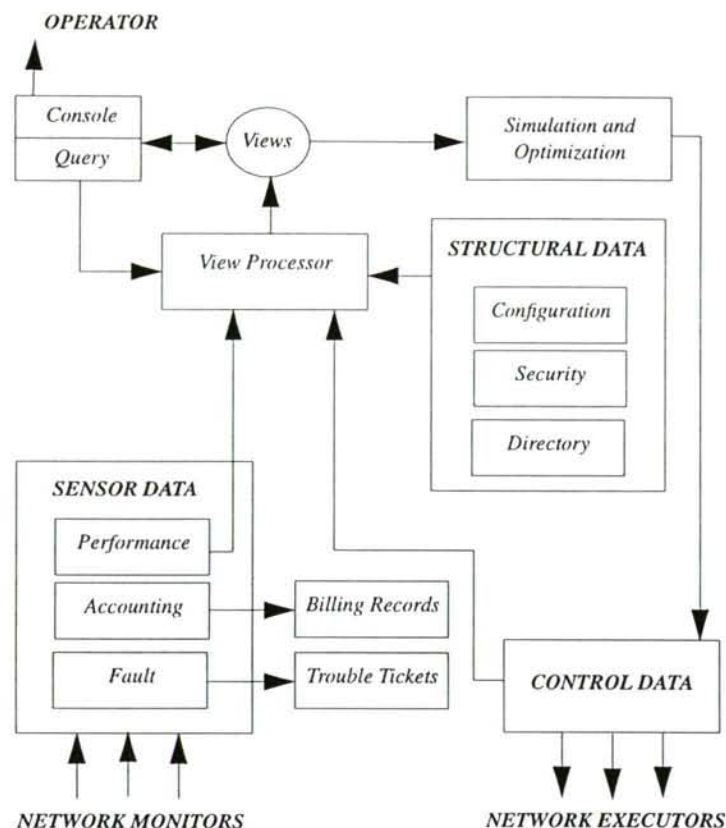 OPERATOR
Console
Query
Views
Simulation and
Optimization
View Processor
STRUCTURAL DATA
Configuration
Security
Directory
SENSOR DATA
Performance
Accounting
Fault
Billing Records
Trouble Tickets
CONTROL DATA
NETWORK MONITORS
NETWORK EXECUTORS